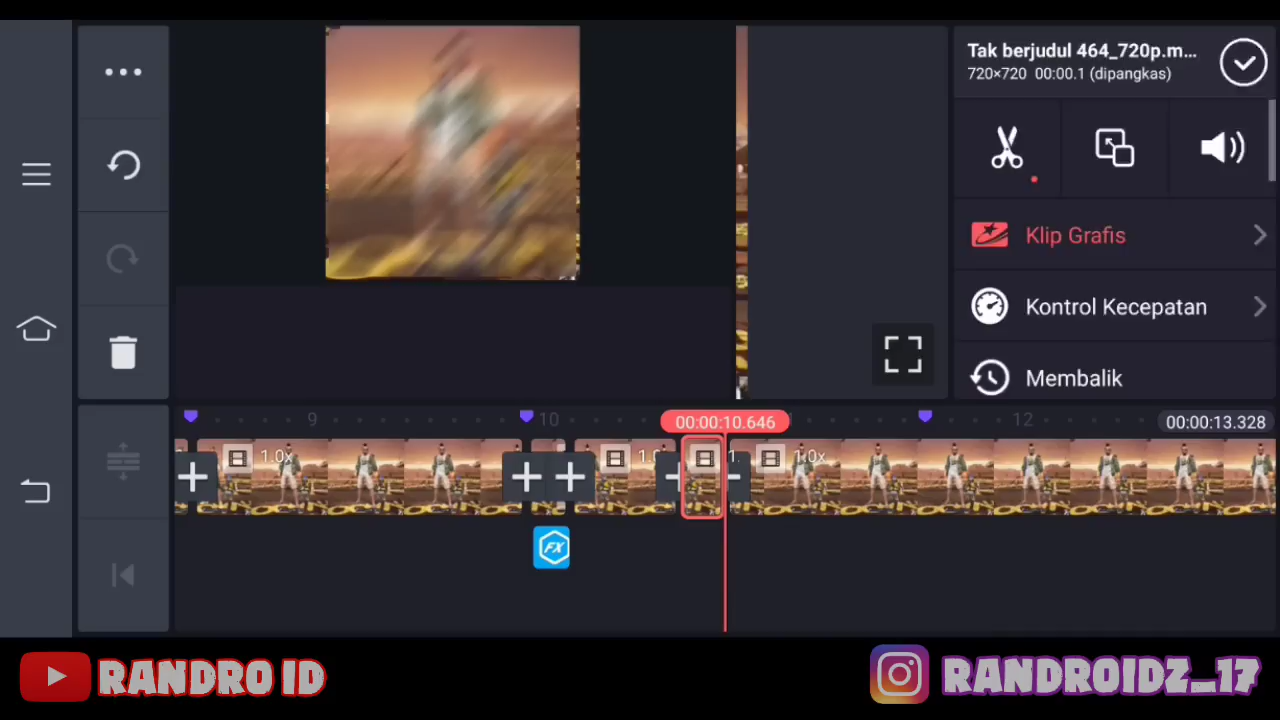 Tak berjudul 464_720p.m...
720×720 00:00.1 (dipangkas)
Klip Grafis
Kontrol Kecepatan
Membalik
9
10
00:00:10.646
12
00:00:13.328
1.0x
1.
1.0x
FX
RANDRO ID
RANDROIDZ_17